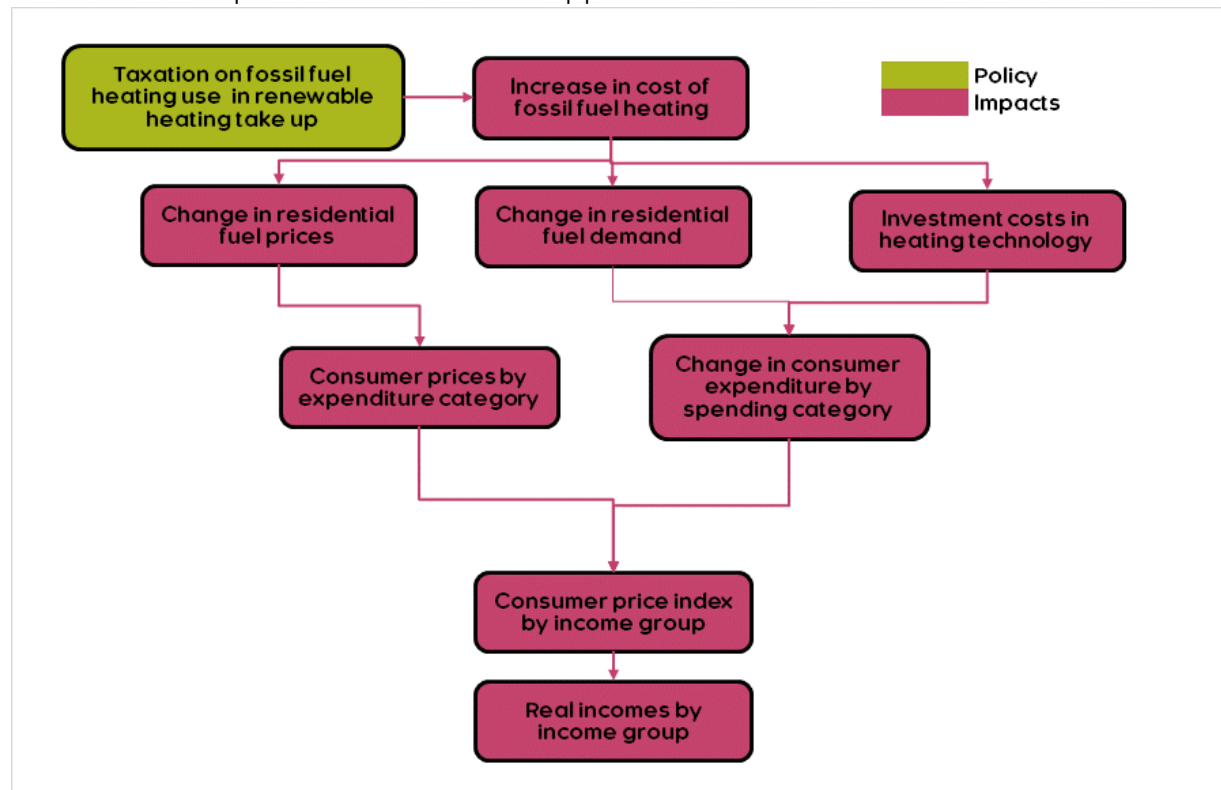 Taxation on fossil fuel
heating use in renewable
heating take up
Increase in cost of
fossil fuel heating
Policy
Impacts
Change in residential
fuel prices
Change in residential
fuel demand
Investment costs in
heating technology
Consumer prices by
expenditure category
Change in consumer
expenditure by
spending category
Consumer price index
by income group
Real incomes by
income group